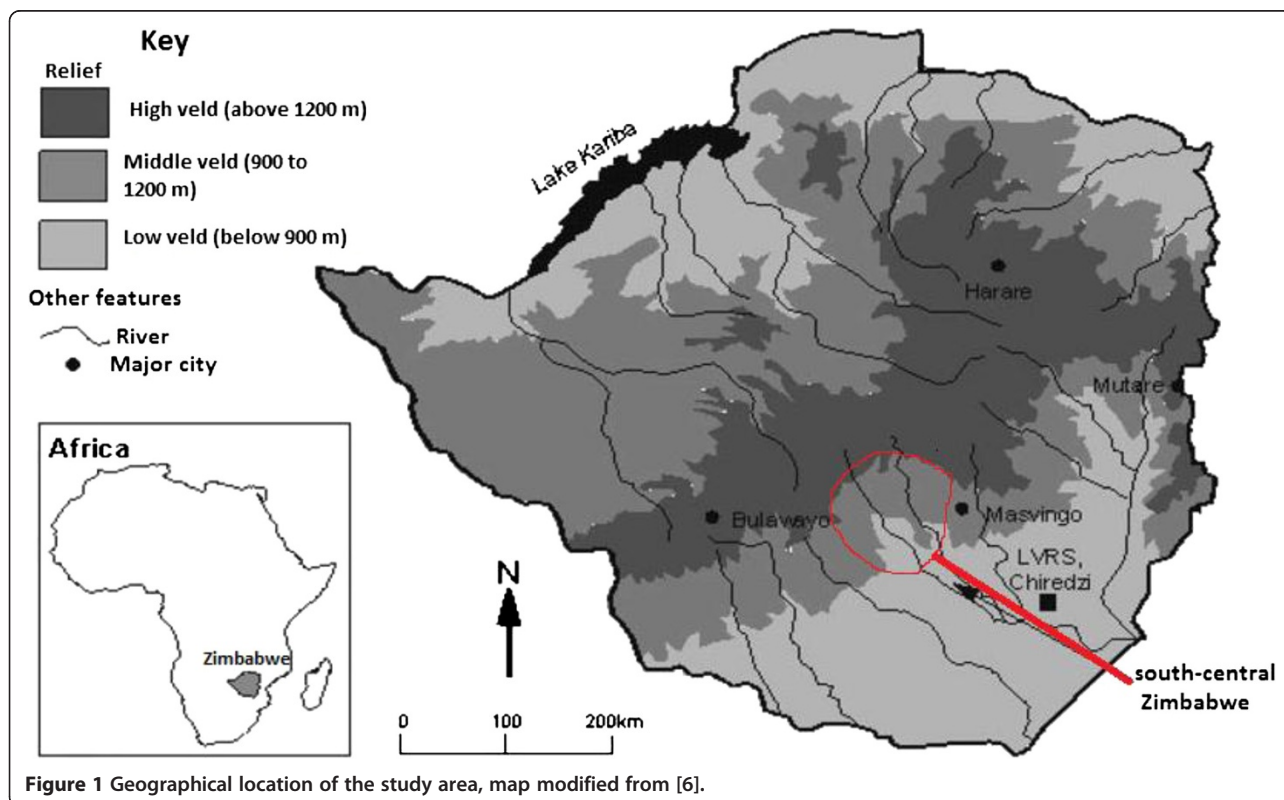 Key
Relief
High veld (above 1200 m)
Middle veld (900 to
1200 m)
Low veld (below 900 m)
Other features
River
Major city
Africa
Zimbabwe
Lake Kariba
Harare
Mutare
Bulawayo
Masvingo
LVRS,
Chiredzi
south-central
Zimbabwe
N
0 100 200km
Figure 1 Geographical location of the study area, map modified from [6].